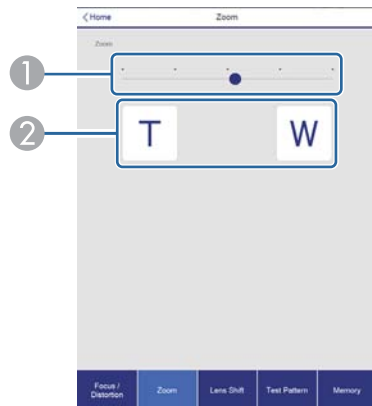 < Home Zoom
Zoom
1
2
T W
Focus / Distortion Zoom Lens Shift Test Pattern Memory